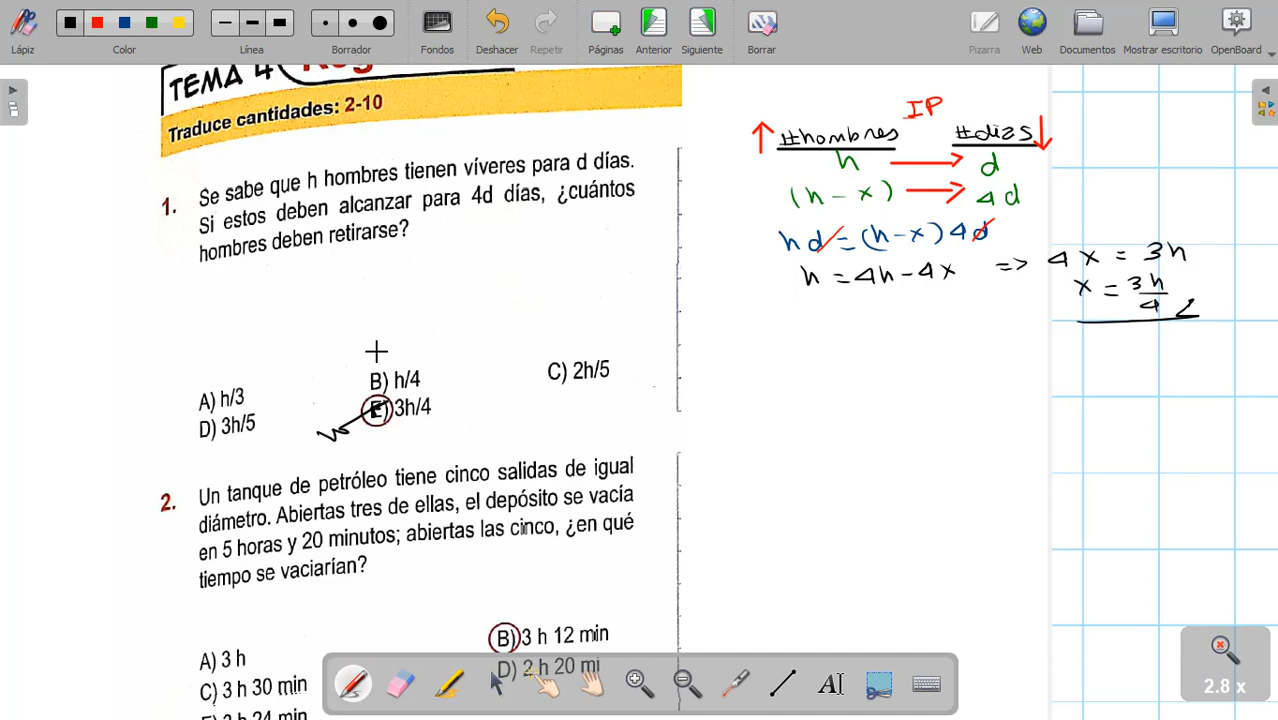 Lápiz
Color
Línea
Borrador
Fondos
Deshacer
Repetir
Páginas
Anterior
Siguiente
Borrar
Pizarra
Web
Documentos
Mostrar escritorio
OpenBoard
TEMA 4
Traduce cantidades: 2-10
1. Se sabe que h hombres tienen víveres para d días.
Si estos deben alcanzar para 4d días, ¿cuántos
hombres deben retirarse?
A) h/3
B) h/4
C) 2h/5
D) 3h/5
E) 3h/4
2. Un tanque de petróleo tiene cinco salidas de igual
diámetro. Abiertas tres de ellas, el depósito se vacía
en 5 horas y 20 minutos; abiertas las cinco, ¿en qué
tiempo se vaciarían?
A) 3 h
B) 3 h 12 min
C) 3 h 30 min
D) 2 h 20 mi
E) 3 h 24 min
IP
#hombres #dias
h d
(h - x) 4d
hd = (h-x)4d
h = 4h - 4x => 4x = 3h
x = 3h/4
2.8 x